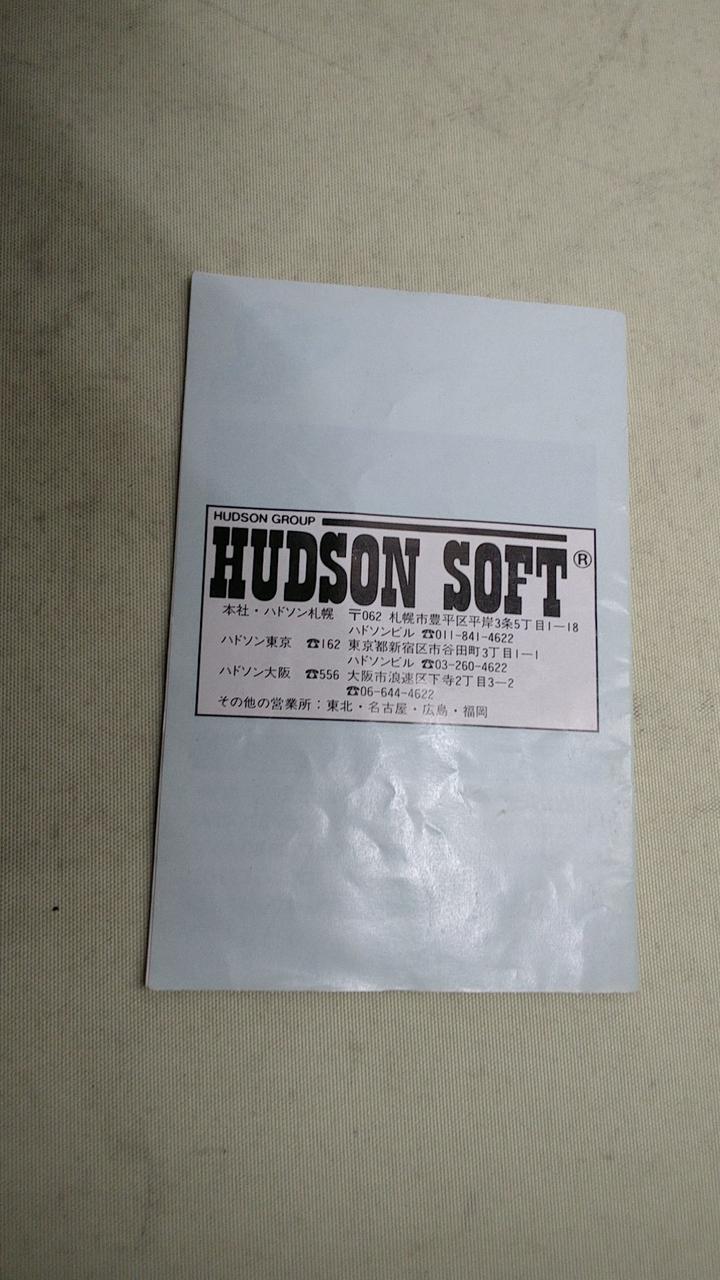 HUDSON GROUP
HUDSON SOFT®
本社・ハドソン札幌 〒062 札幌市豊平区平岸3条5丁目1―18
ハドソンビル ☎011-841-4622
ハドソン東京 ☎162 東京都新宿区市谷田町3丁目1―1
ハドソンビル ☎03-260-4622
ハドソン大阪 ☎556 大阪市浪速区下寺2丁目3―2
☎06-644-4622
その他の営業所：東北・名古屋・広島・福岡